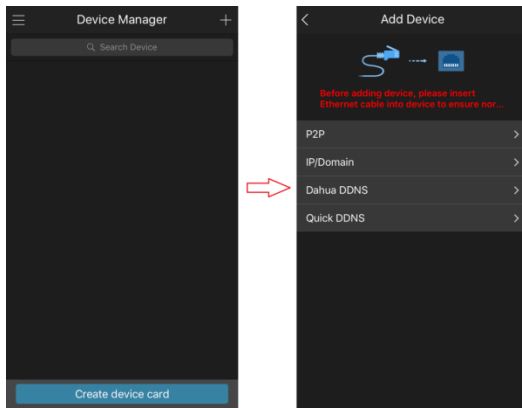 Device Manager
Search Device
Create device card
Add Device
Before adding device, please insert
Ethernet cable into device to ensure nor...
P2P
IP/Domain
Dahua DDNS
Quick DDNS